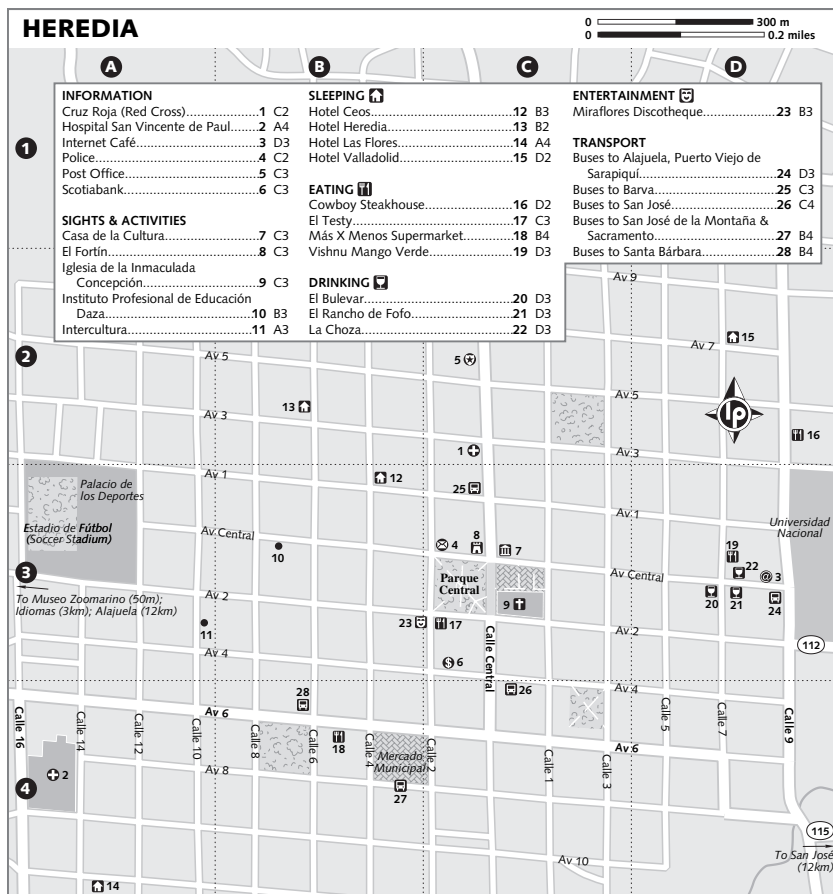 HEREDIA
0 300 m
0 0.2 miles
A
B
C
D
1
2
3
4
INFORMATION
Cruz Roja (Red Cross)....................1 C2
Hospital San Vincente de Paul.......2 A4
Internet Café................................3 D3
Police..........................................4 C2
Post Office...................................5 C3
Scotiabank...................................6 C3
SIGHTS & ACTIVITIES
Casa de la Cultura.........................7 C3
El Fortín.......................................8 C3
Iglesia de la Inmaculada
Concepción...............................9 C3
Instituto Profesional de Educación
Daza.......................................10 B3
Intercultura.................................11 A3
SLEEPING
Hotel Ceos..................................12 B3
Hotel Heredia..............................13 B2
Hotel Las Flores...........................14 A4
Hotel Valladolid...........................15 D2
EATING
Cowboy Steakhouse....................16 D2
El Testy.......................................17 C3
Más X Menos Supermarket..........18 B4
Vishnu Mango Verde...................19 D3
DRINKING
El Bulevar....................................20 D3
El Rancho de Fofo........................21 D3
La Choza.....................................22 D3
ENTERTAINMENT
Miraflores Discotheque................23 B3
TRANSPORT
Buses to Alajuela, Puerto Viejo de
Sarapiquí.................................24 D3
Buses to Barva.............................25 C3
Buses to San José.........................26 C4
Buses to San José de la Montaña &
Sacramento..............................27 B4
Buses to Santa Bárbara................28 B4
Av 9
Av 7
15
Av 5
5
Av 5
lp
Av 3
13
16
1
Av 3
Av 1
12
25
Palacio de
los Deportes
Av 1
Universidad
Nacional
Estadio de Fútbol
(Soccer Stadium)
Av Central
10
4
8
7
19
22
3
Parque
Central
Av Central
To Museo Zoomarino (50m);
Idiomas (3km); Alajuela (12km)
Av 2
9
20
21
24
11
23
17
Av 2
112
Av 4
6
Calle Central
26
Av 4
28
Av 6
Calle 16
Calle 14
Calle 12
Calle 10
Calle 8
Calle 6
18
Calle 4
Calle 2
Mercado
Municipal
Calle 1
Calle 3
Av 6
Calle 5
Calle 7
Calle 9
2
Av 8
27
115
To San José
(12km)
Av 10
14